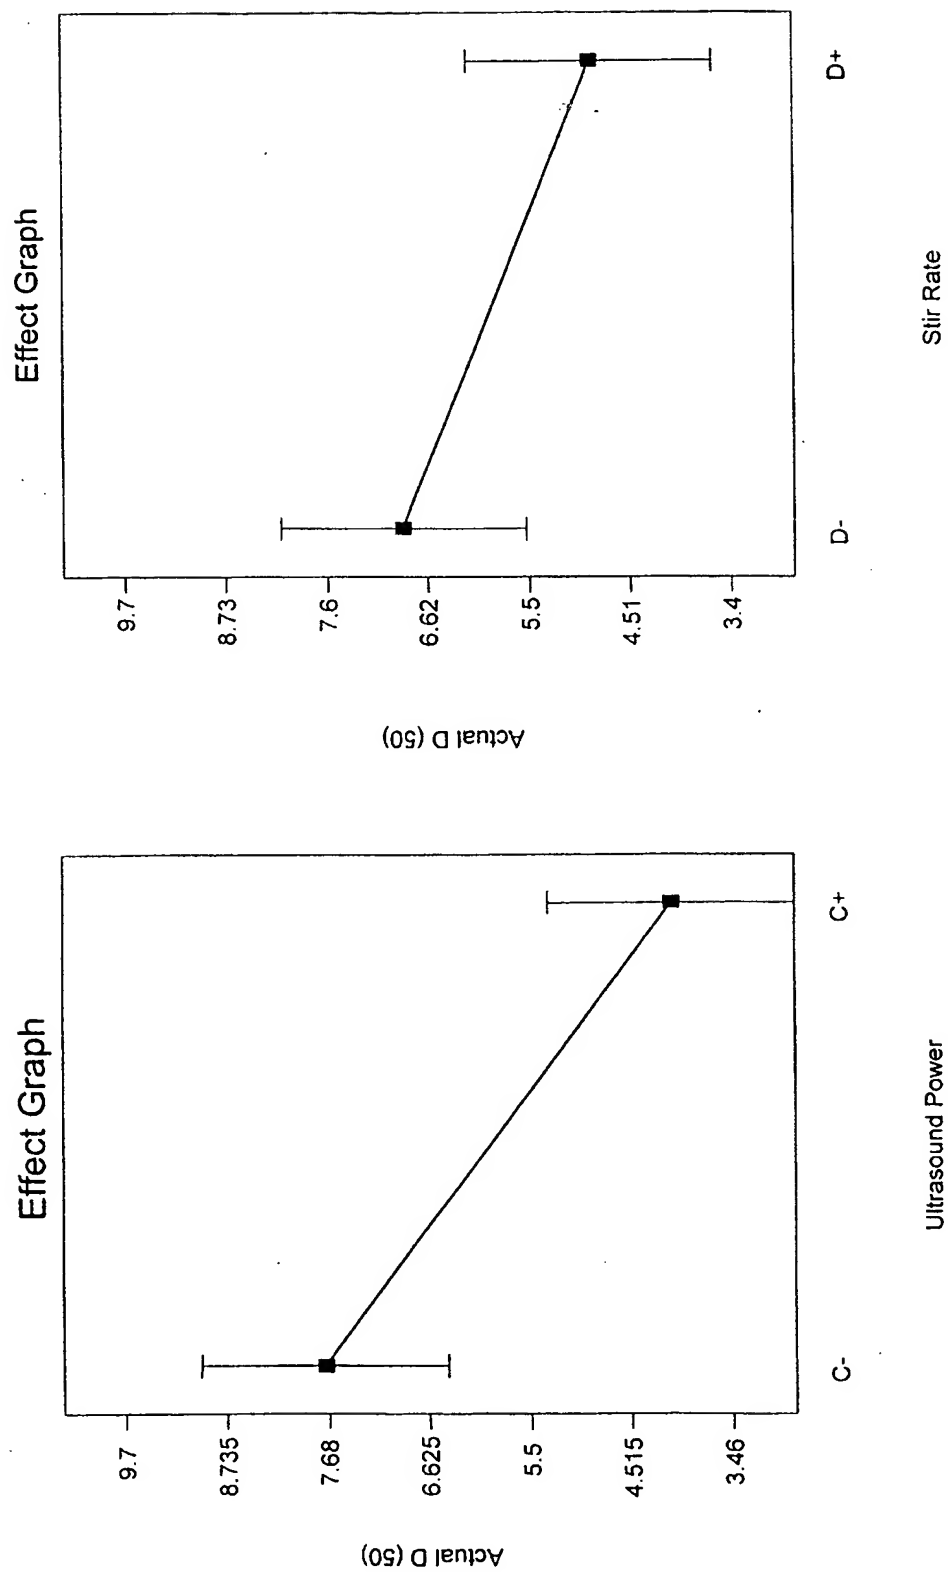 Effect Graph
Actual D (50)
9.7
8.735
7.68
6.625
5.5
4.515
3.46
C-
C+
Ultrasound Power
Effect Graph
Actual D (50)
9.7
8.73
7.6
6.62
5.5
4.51
3.4
D-
D+
Stir Rate